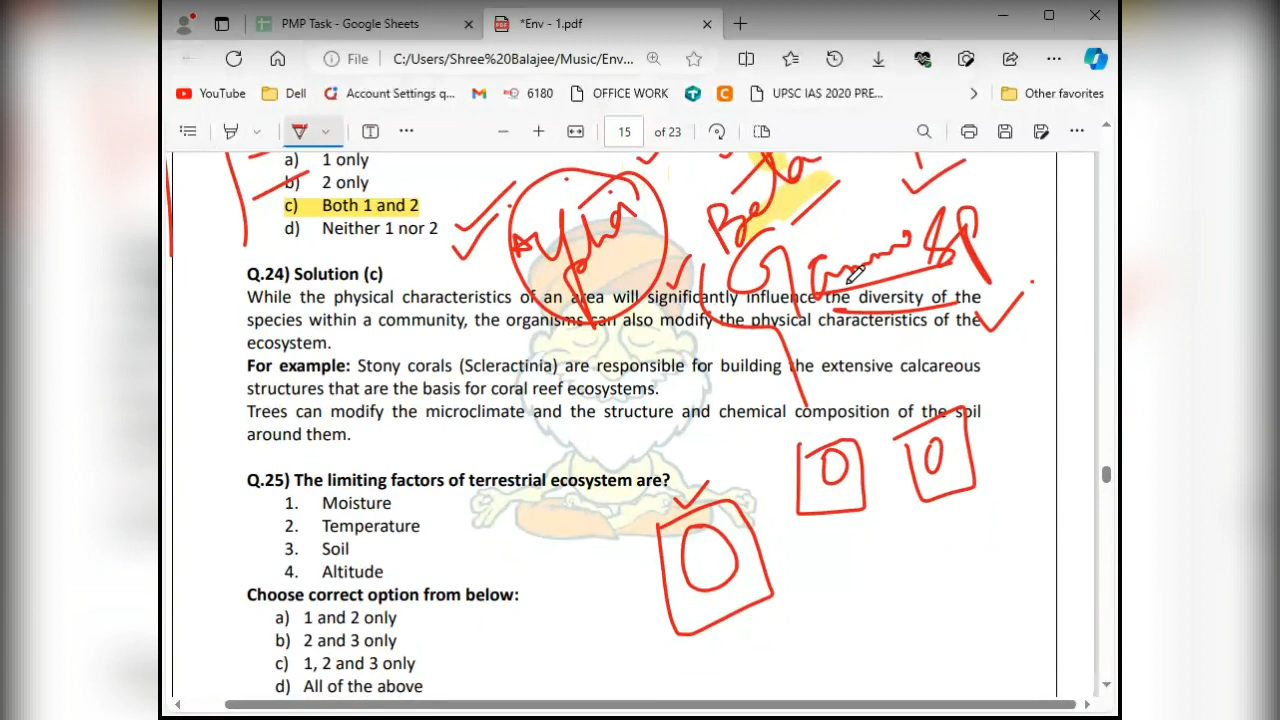 PMP Task - Google Sheets
*Env - 1.pdf
File
C:/Users/Shree%20Balajee/Music/Env...
YouTube
Dell
Account Settings q...
6180
OFFICE WORK
UPSC IAS 2020 PRE...
Other favorites
15
of 23
a) 1 only
b) 2 only
c) Both 1 and 2
d) Neither 1 nor 2
Alpha
Beta
Gamma
Q.24) Solution (c)
While the physical characteristics of an area will significantly influence the diversity of the
species within a community, the organisms can also modify the physical characteristics of the
ecosystem.
For example: Stony corals (Scleractinia) are responsible for building the extensive calcareous
structures that are the basis for coral reef ecosystems.
Trees can modify the microclimate and the structure and chemical composition of the soil
around them.
Q.25) The limiting factors of terrestrial ecosystem are?
1. Moisture
2. Temperature
3. Soil
4. Altitude
Choose correct option from below:
a) 1 and 2 only
b) 2 and 3 only
c) 1, 2 and 3 only
d) All of the above